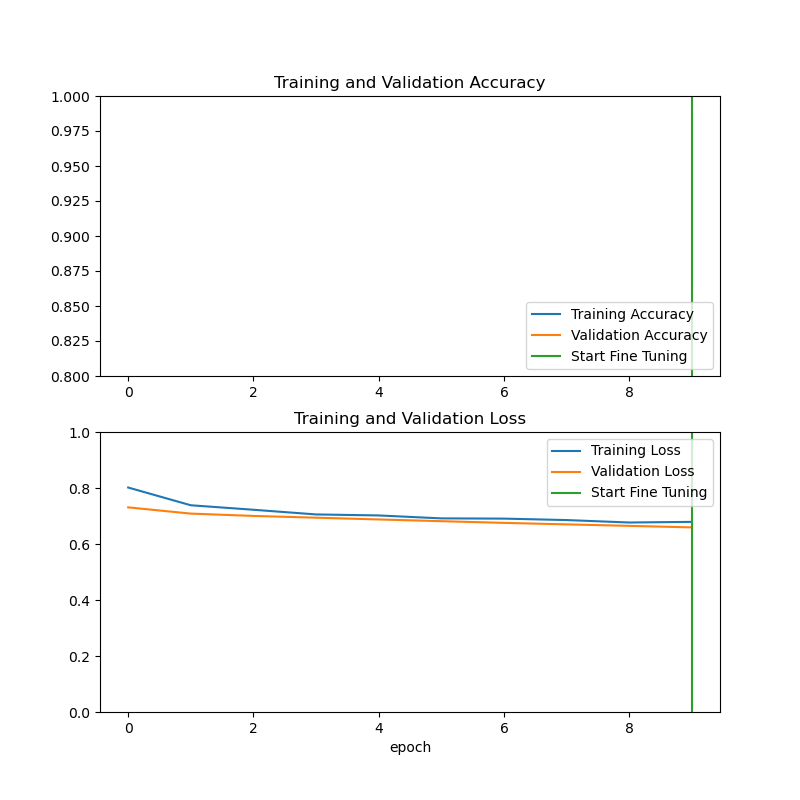 Training and Validation Accuracy
1.000
0.975
0.950
0.925
0.900
0.875
0.850
0.825
0.800
Training Accuracy
Validation Accuracy
Start Fine Tuning
0 2 4 6 8
Training and Validation Loss
1.0
0.8
0.6
0.4
0.2
0.0
Training Loss
Validation Loss
Start Fine Tuning
0 2 4 6 8
epoch